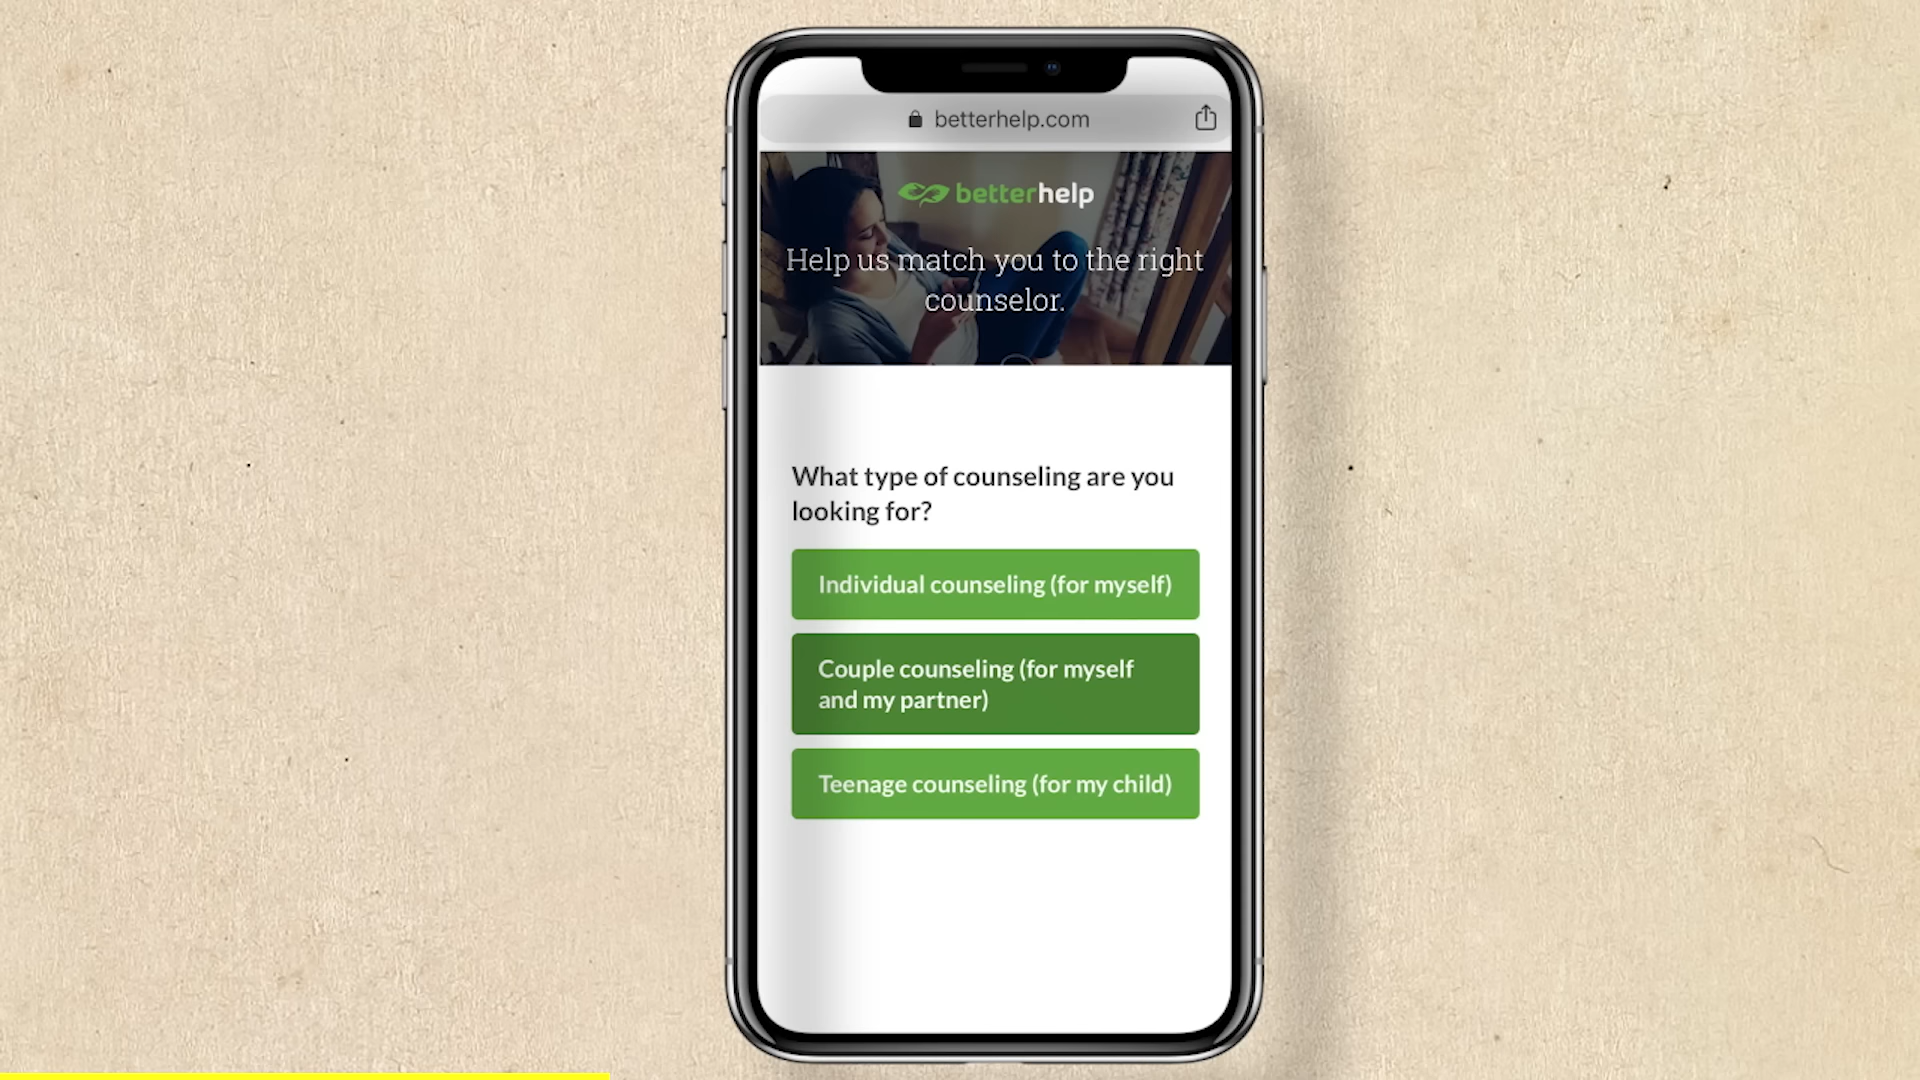 betterhelp.com
betterhelp
Help us match you to the right
counselor.
What type of counseling are you
looking for?
Individual counseling (for myself)
Couple counseling (for myself
and my partner)
Teenage counseling (for my child)